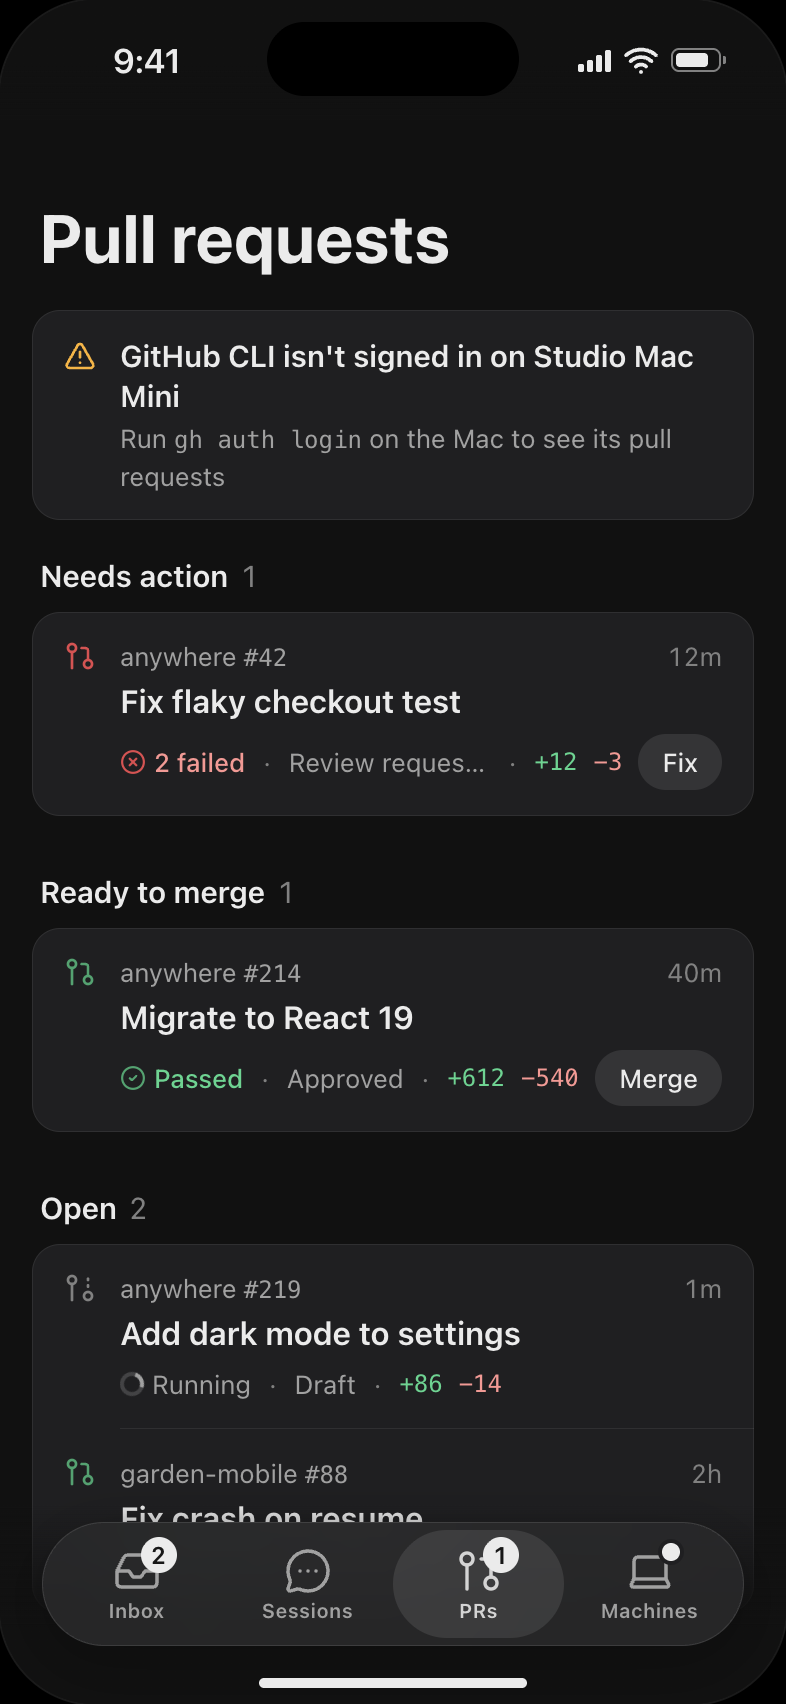 9:41
Pull requests
GitHub CLI isn't signed in on Studio Mac
Mini
Run gh auth login on the Mac to see its pull
requests
Needs action 1
anywhere #42 12m
Fix flaky checkout test
2 failed · Review reques... · +12 −3 Fix
Ready to merge 1
anywhere #214 40m
Migrate to React 19
Passed · Approved · +612 −540 Merge
Open 2
anywhere #219 1m
Add dark mode to settings
Running · Draft · +86 −14
garden-mobile #88 2h
Fix crash on resume
2 1
Inbox Sessions PRs Machines